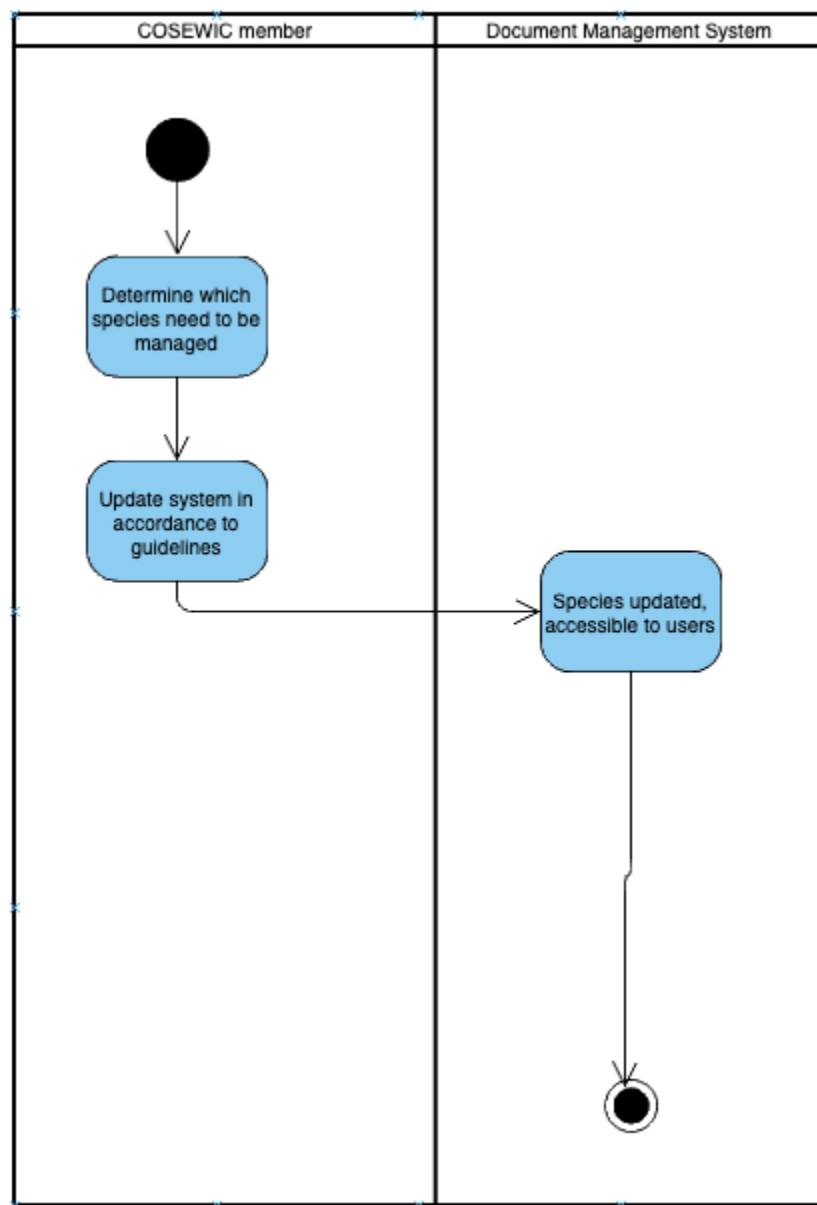 COSEWIC member
Document Management System
Determine which
species need to be
managed
Update system in
accordance to
guidelines
Species updated,
accessible to users